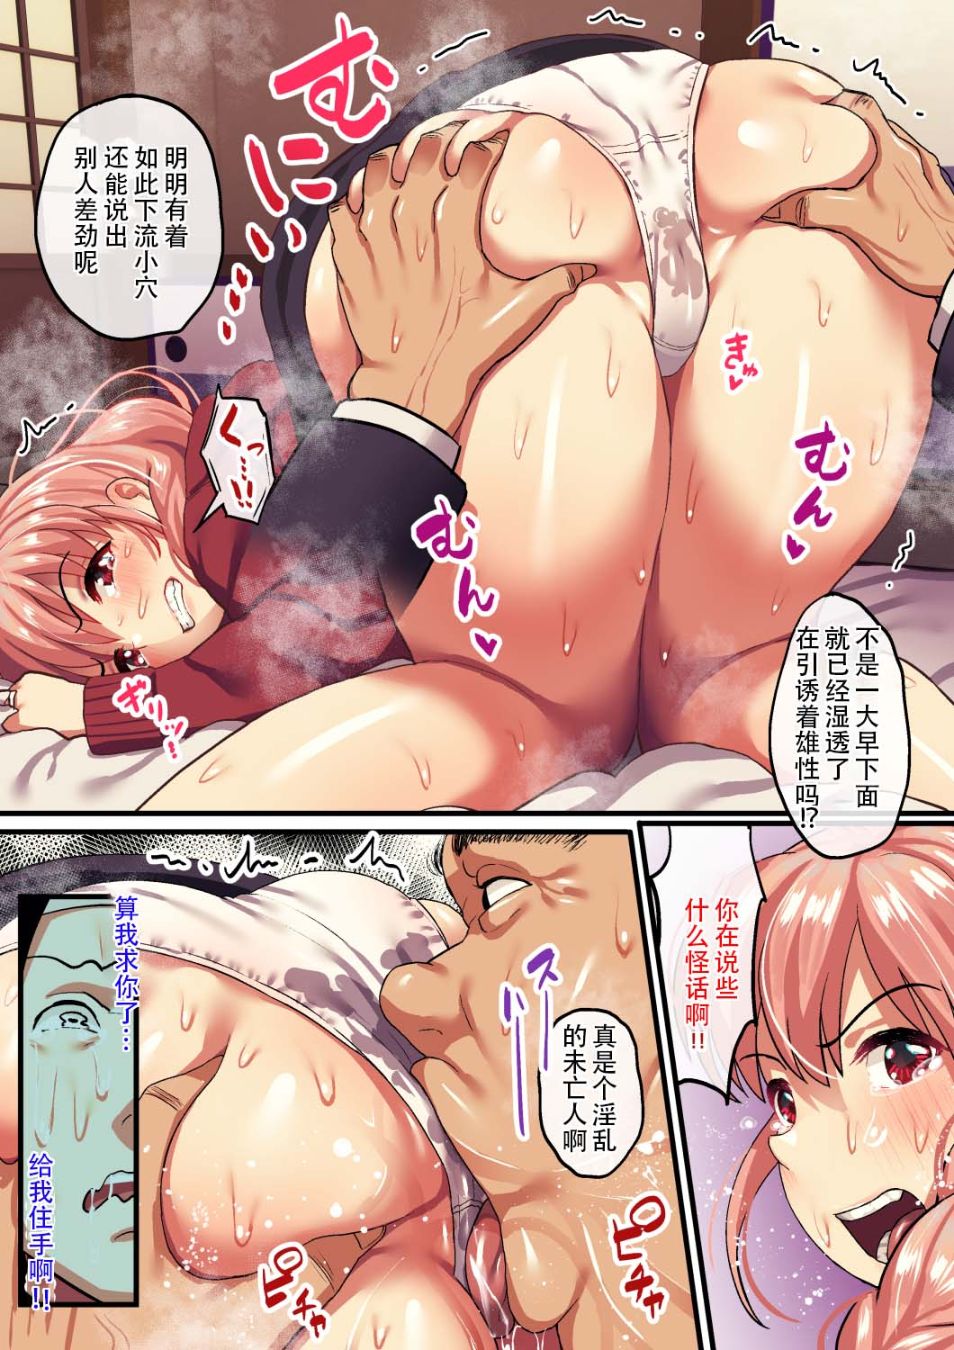 むにぃ
明明有着
如此下流小穴
还能说出
别人差劲呢
くっ…!!
きゅ
むん
むん
ギリッ…
不是一大早下面
就已经湿透了
在引诱着雄性吗!?
你在说些
什么怪话啊!!
スーッ
真是个淫乱
的未亡人啊
算我求你了…
给我住手啊!!
レチャ
レチャ